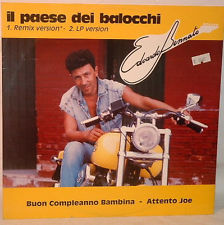 il paese dei balocchi
1. Remix version* - 2. LP version
Edoardo Bennato
Buon Compleanno Bambina - Attento Joe